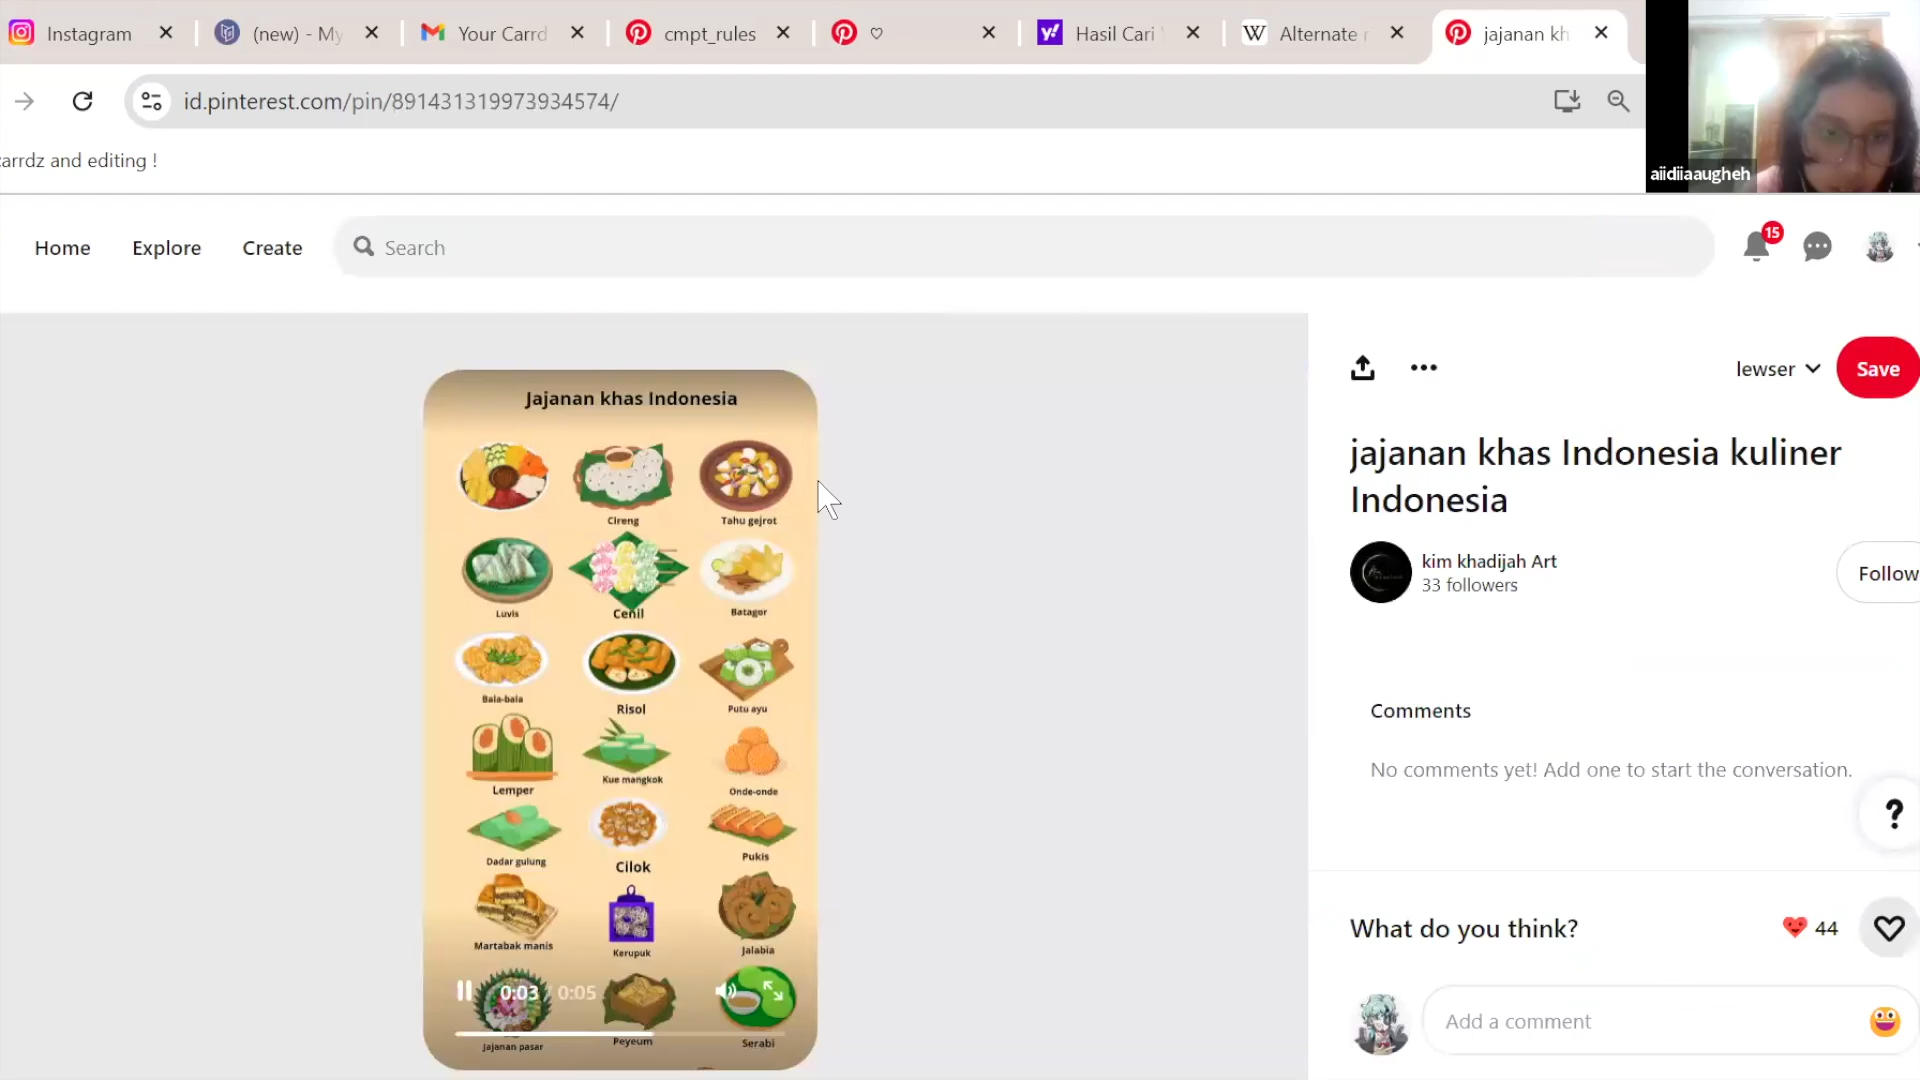 Instagram
(new) - My
Your Carrd
cmpt_rules
♡
Hasil Cari
Alternate
jajanan kh
id.pinterest.com/pin/891431319973934574/
carrdz and editing !
aiidiiaaugheh
Home
Explore
Create
Search
15
lewser
Save
Jajanan khas Indonesia
Cireng
Tahu gejrot
Luvis
Cenil
Batagor
Bala-bala
Risol
Putu ayu
Lemper
Kue mangkok
Onde-onde
Dadar gulung
Cilok
Pukis
Martabak manis
Kerupuk
Jalabia
0:03 / 0:05
Jajanan pasar
Peyeum
Serabi
jajanan khas Indonesia kuliner
Indonesia
kim khadijah Art
33 followers
Follow
Comments
No comments yet! Add one to start the conversation.
?
What do you think?
44
Add a comment